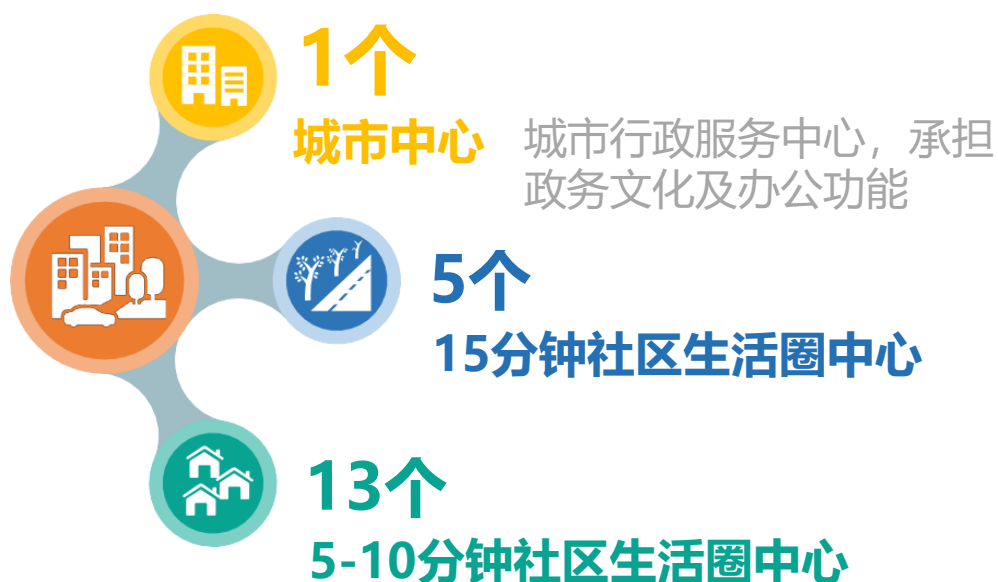 1个
城市中心
城市行政服务中心，承担
政务文化及办公功能
5个
15分钟社区生活圈中心
13个
5-10分钟社区生活圈中心